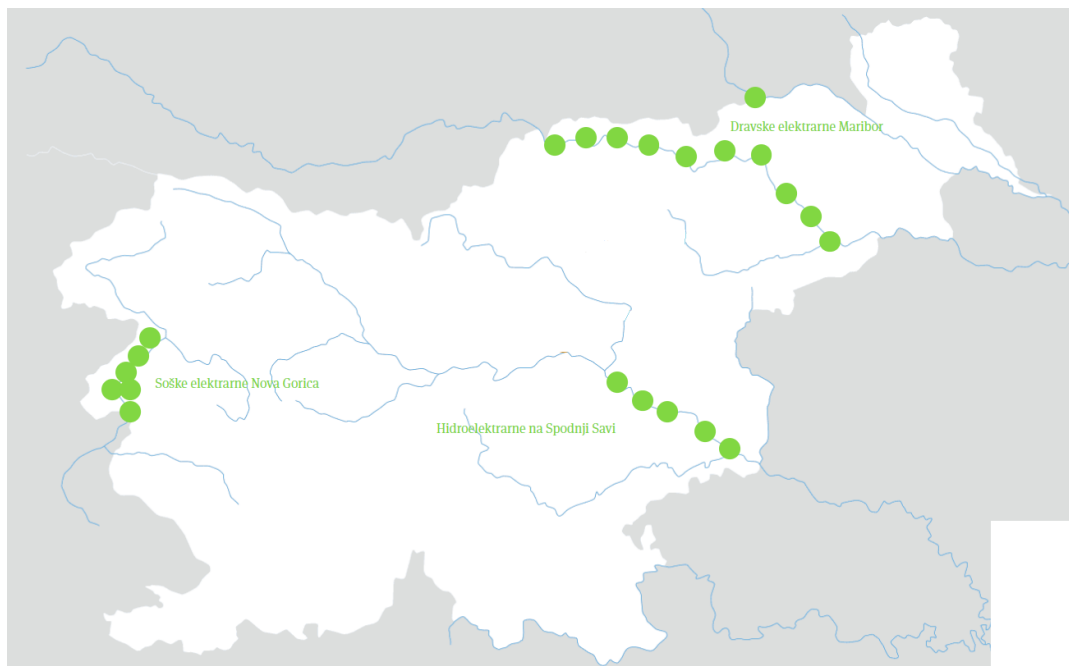 Dravske elektrarne Maribor
Soške elektrarne Nova Gorica
Hidroelektrarne na Spodnji Savi